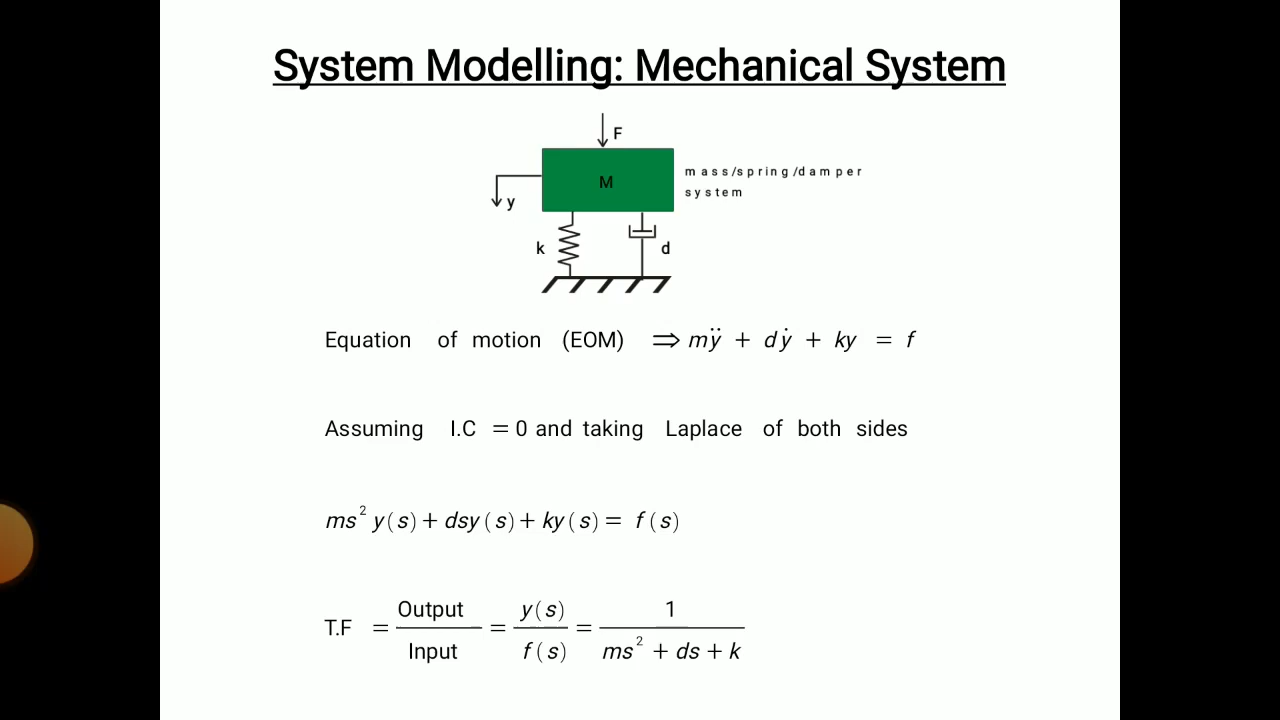 System Modelling: Mechanical System
F
M
mass/spring/damper
system
y
k
d
Equation of motion (EOM) ⟹ mÿ + dẏ + ky = f
Assuming I.C = 0 and taking Laplace of both sides
ms² y(s) + dsy(s) + ky(s) = f(s)
T.F = Output / Input = y(s) / f(s) = 1 / ms² + ds + k